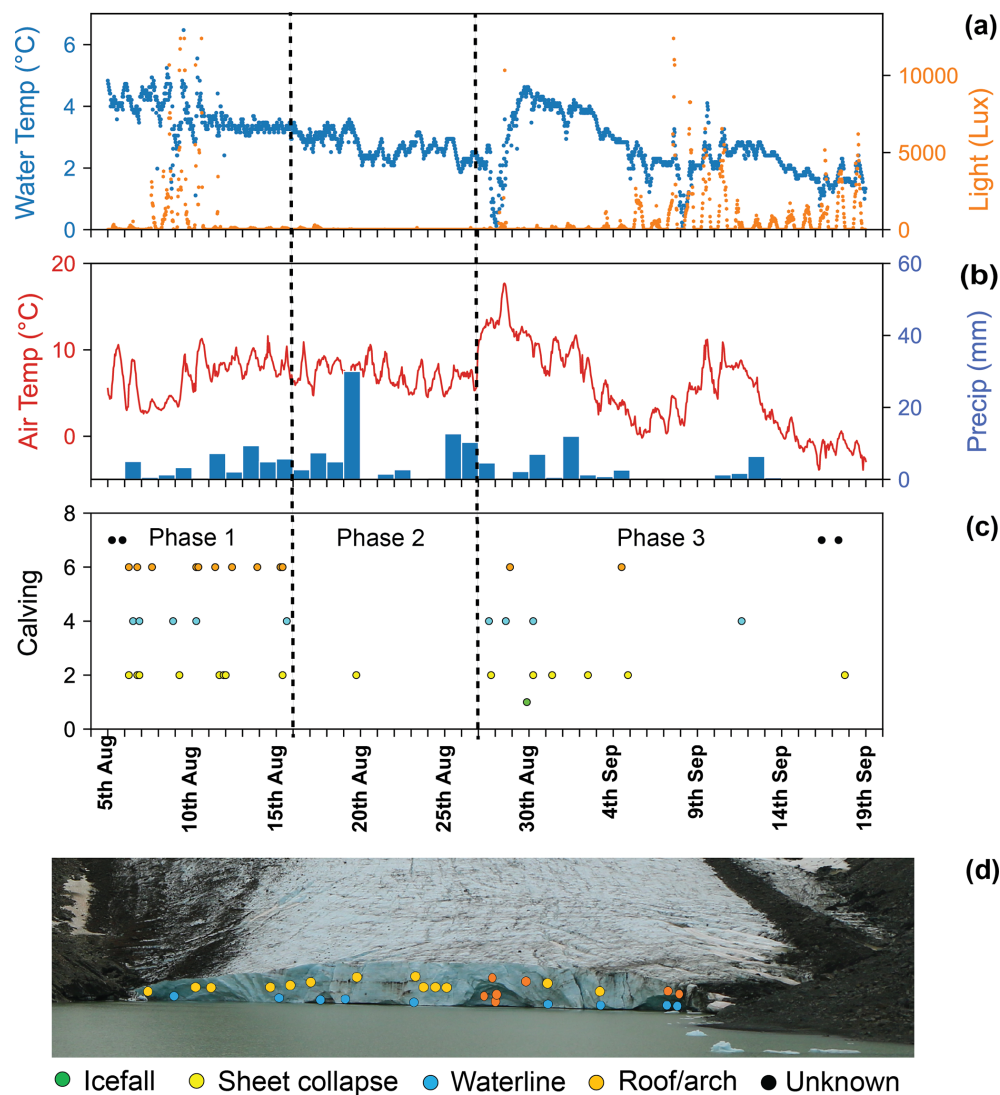 (a)
Water Temp (°C)
6
4
2
0
10000
5000
0
Light (Lux)
(b)
Air Temp (°C)
20
10
0
60
40
20
0
Precip (mm)
(c)
Calving
8
6
4
2
0
Phase 1
Phase 2
Phase 3
5th Aug
10th Aug
15th Aug
20th Aug
25th Aug
30th Aug
4th Sep
9th Sep
14th Sep
19th Sep
(d)
Icefall
Sheet collapse
Waterline
Roof/arch
Unknown